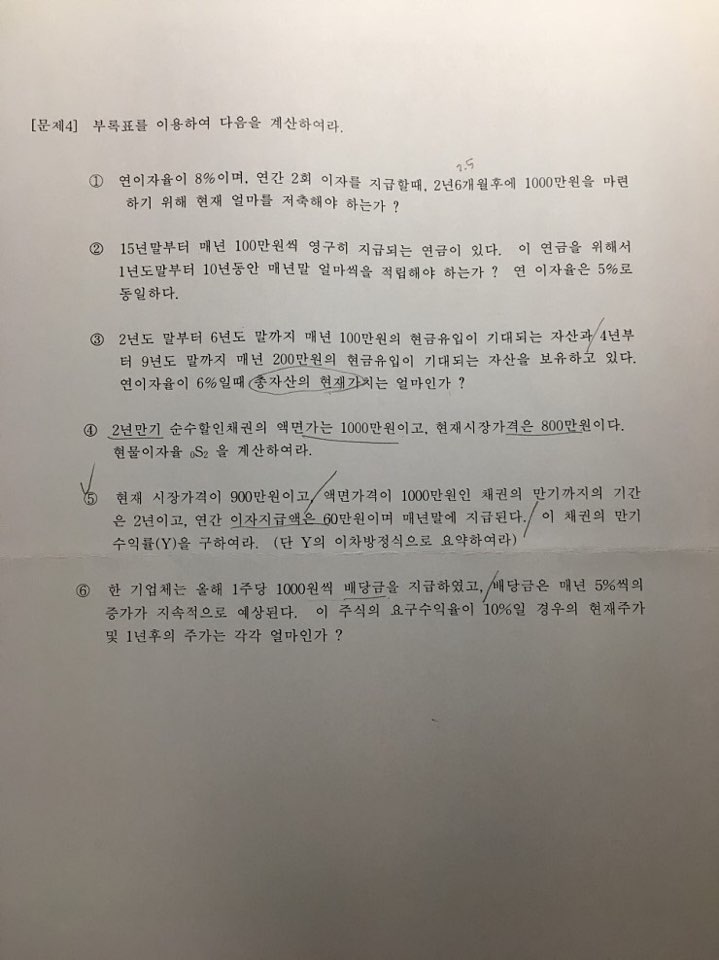 [문제4] 부록표를 이용하여 다음을 계산하여라.
2.5
① 연이자율이 8%이며, 연간 2회 이자를 지급할때, 2년6개월후에 1000만원을 마련
하기 위해 현재 얼마를 저축해야 하는가 ?
② 15년말부터 매년 100만원씩 영구히 지급되는 연금이 있다. 이 연금을 위해서
1년도말부터 10년동안 매년말 얼마씩을 적립해야 하는가 ? 연 이자율은 5%로
동일하다.
③ 2년도 말부터 6년도 말까지 매년 100만원의 현금유입이 기대되는 자산과 4년부
터 9년도 말까지 매년 200만원의 현금유입이 기대되는 자산을 보유하고 있다.
연이자율이 6%일때 총자산의 현재가치는 얼마인가 ?
④ 2년만기 순수할인채권의 액면가는 1000만원이고, 현재시장가격은 800만원이다.
현물이자율 ₀S₂ 을 계산하여라.
⑤ 현재 시장가격이 900만원이고, 액면가격이 1000만원인 채권의 만기까지의 기간
은 2년이고, 연간 이자지급액은 60만원이며 매년말에 지급된다. 이 채권의 만기
수익률(Y)을 구하여라. (단 Y의 이차방정식으로 요약하여라)
⑥ 한 기업체는 올해 1주당 1000원씩 배당금을 지급하였고, 배당금은 매년 5%씩의
증가가 지속적으로 예상된다. 이 주식의 요구수익율이 10%일 경우의 현재주가
및 1년후의 주가는 각각 얼마인가 ?